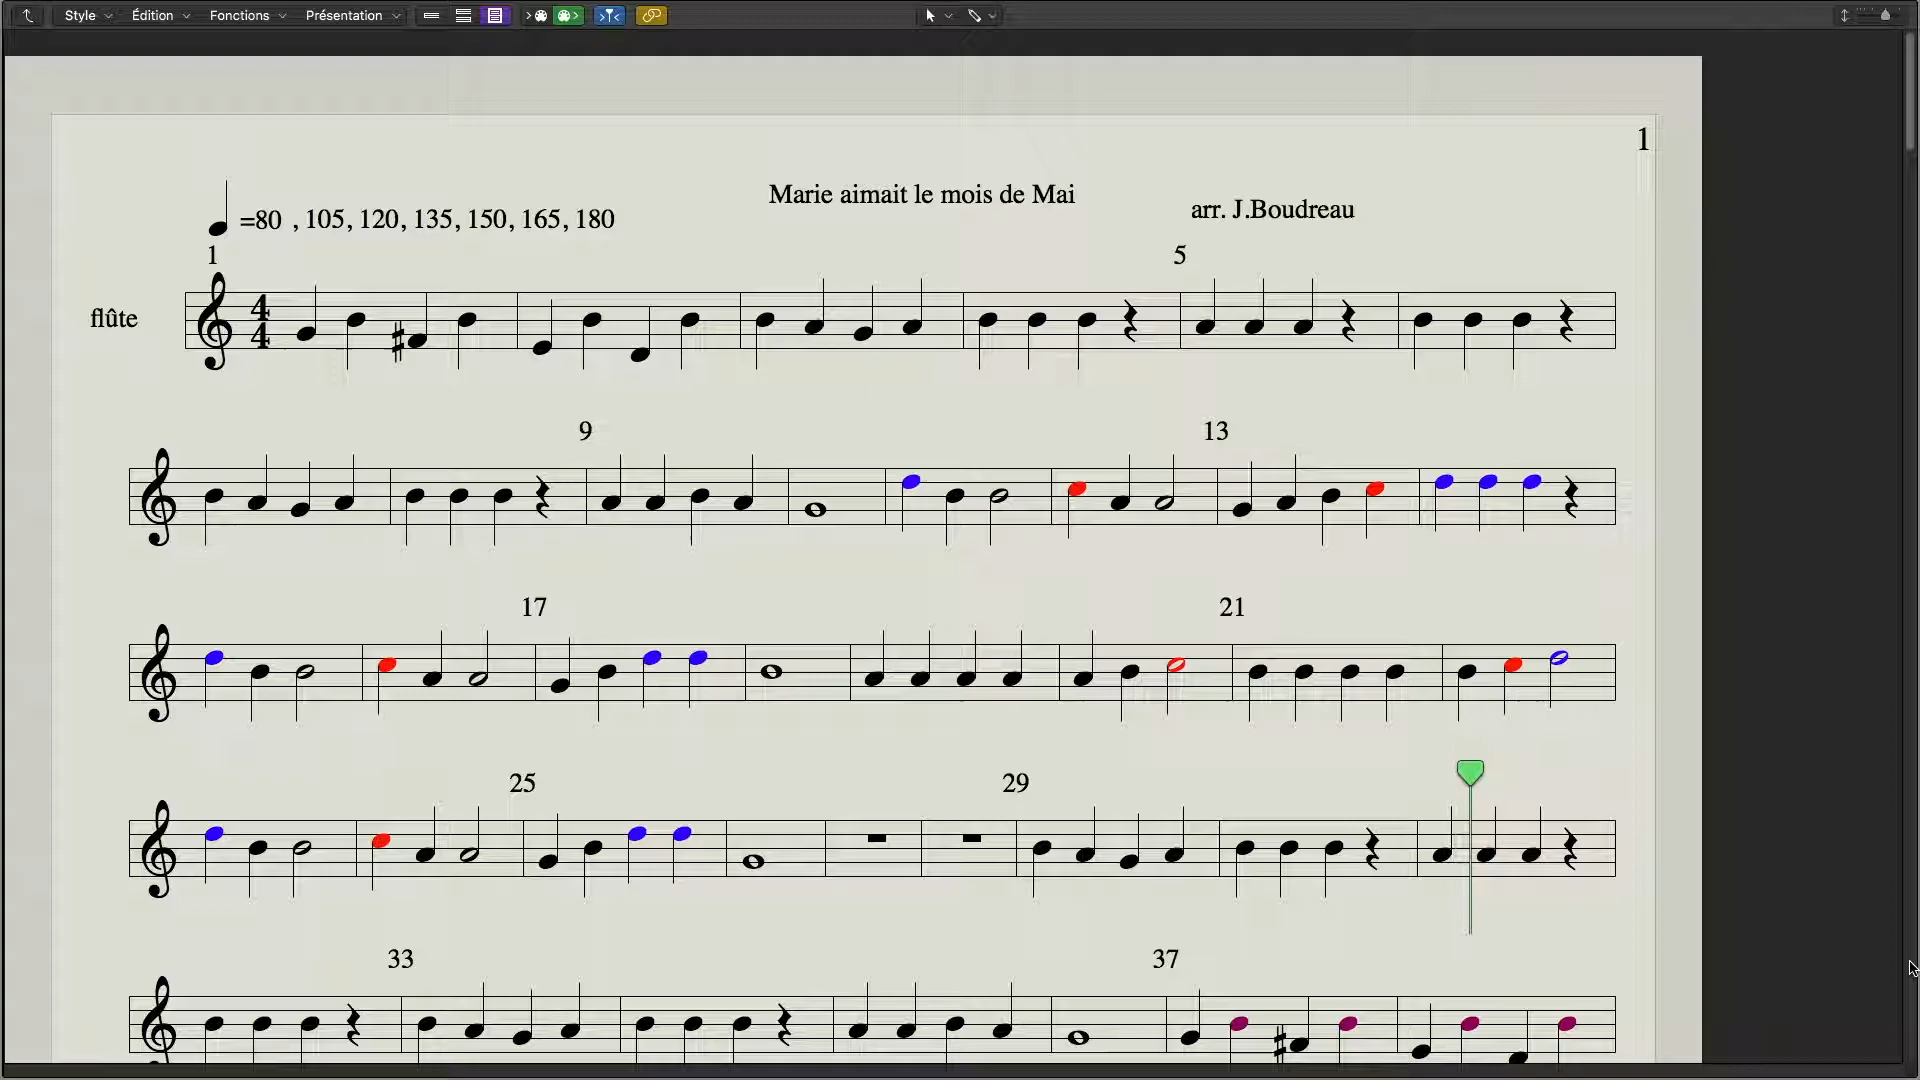 Style Édition Fonctions Présentation
1
Marie aimait le mois de Mai
=80 , 105, 120, 135, 150, 165, 180
arr. J.Boudreau
1 5
flûte
4
4
9 13
17 21
25 29
33 37